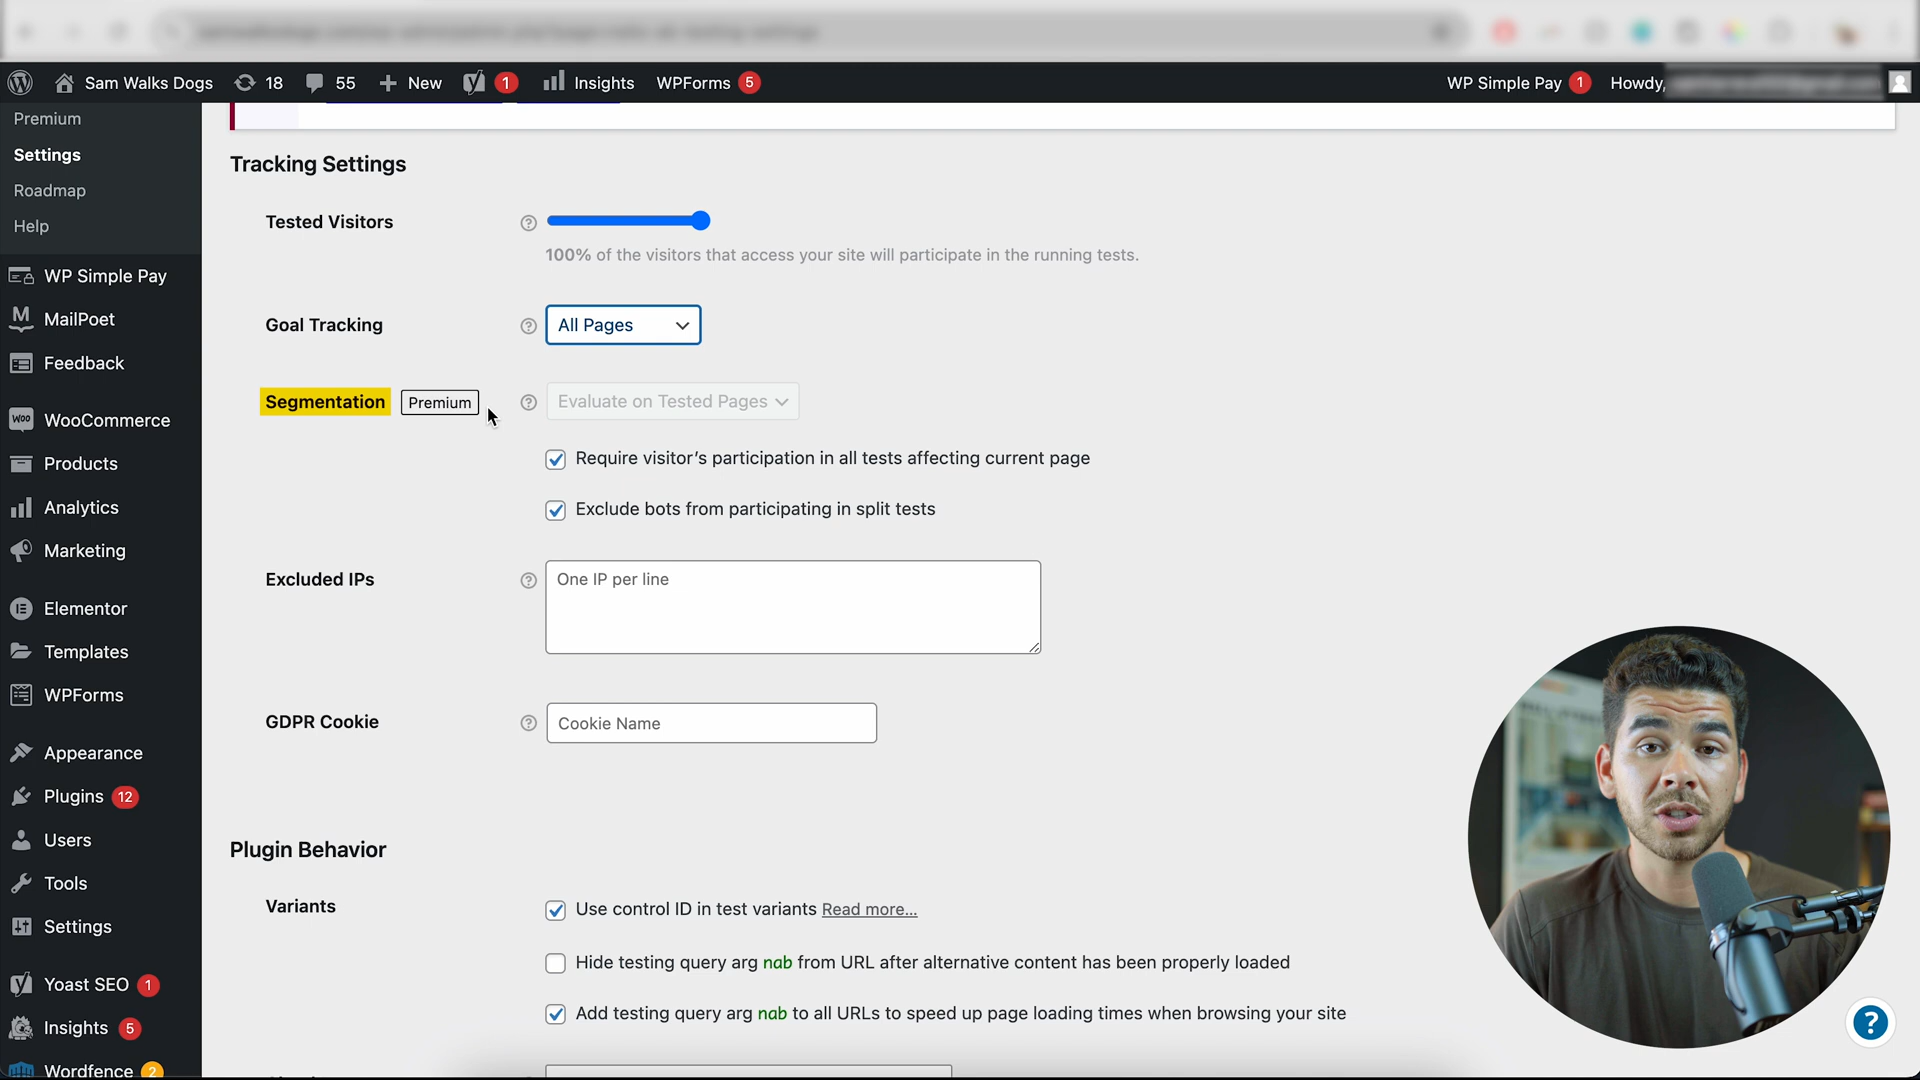 Sam Walks Dogs 18 55 New 1 Insights WPForms 5 WP Simple Pay 1 Howdy,
Premium
Settings
Roadmap
Help
WP Simple Pay
MailPoet
Feedback
WooCommerce
Products
Analytics
Marketing
Elementor
Templates
WPForms
Appearance
Plugins 12
Users
Tools
Settings
Yoast SEO 1
Insights 5
Wordfence 2
Tracking Settings
Tested Visitors
100% of the visitors that access your site will participate in the running tests.
Goal Tracking All Pages
Segmentation Premium Evaluate on Tested Pages
Require visitor's participation in all tests affecting current page
Exclude bots from participating in split tests
Excluded IPs One IP per line
GDPR Cookie Cookie Name
Plugin Behavior
Variants Use control ID in test variants Read more...
Hide testing query arg nab from URL after alternative content has been properly loaded
Add testing query arg nab to all URLs to speed up page loading times when browsing your site